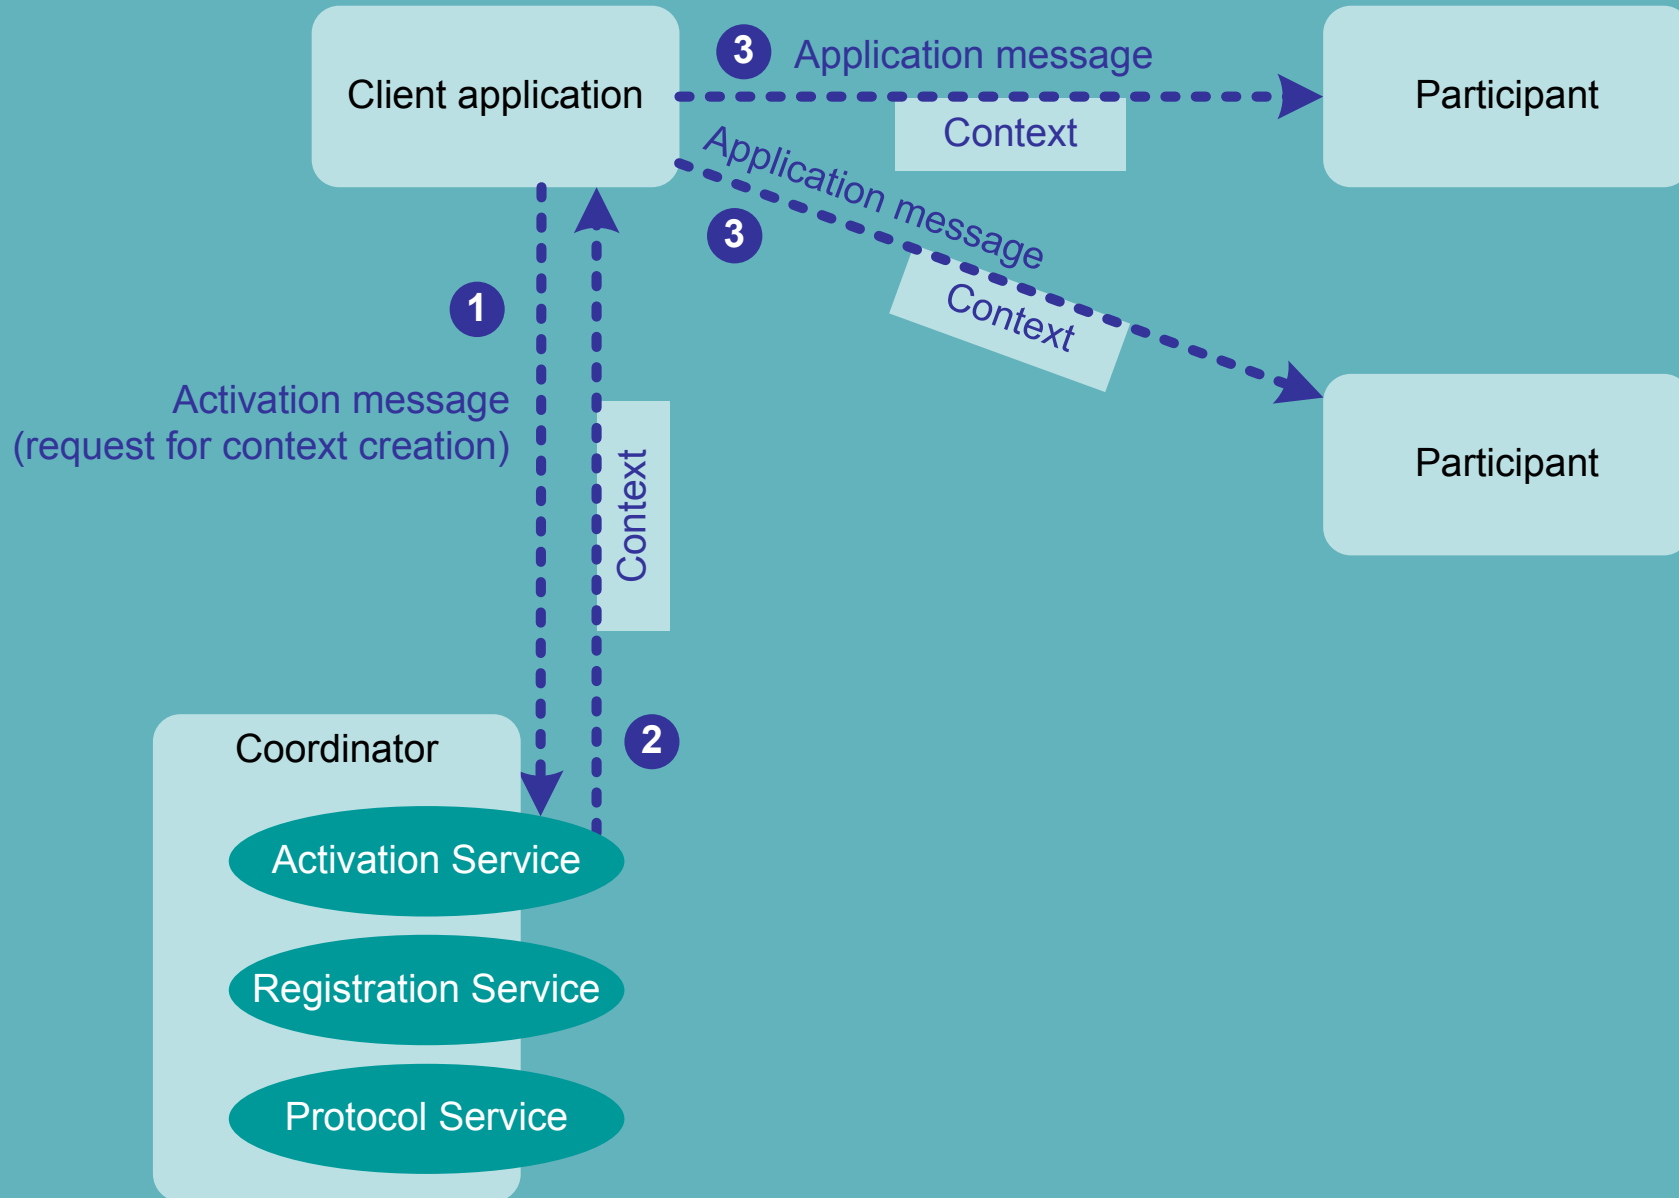 Client application
3
Application message
Context
Participant
Application message
3
Context
Participant
1
Activation message
(request for context creation)
Context
2
Coordinator
Activation Service
Registration Service
Protocol Service